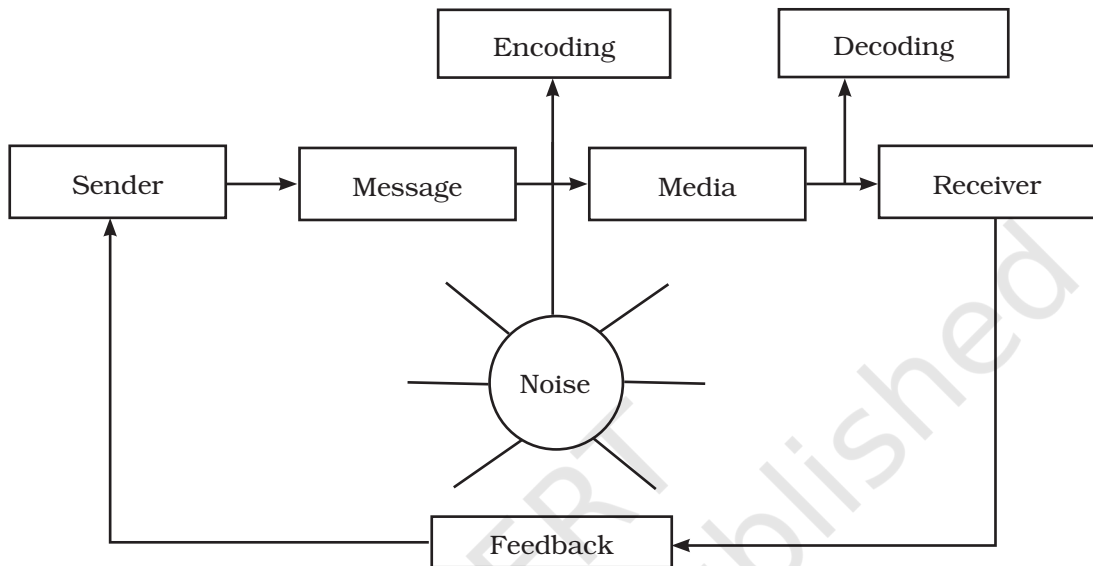 Encoding
Decoding
Sender
Message
Media
Receiver
Noise
Feedback